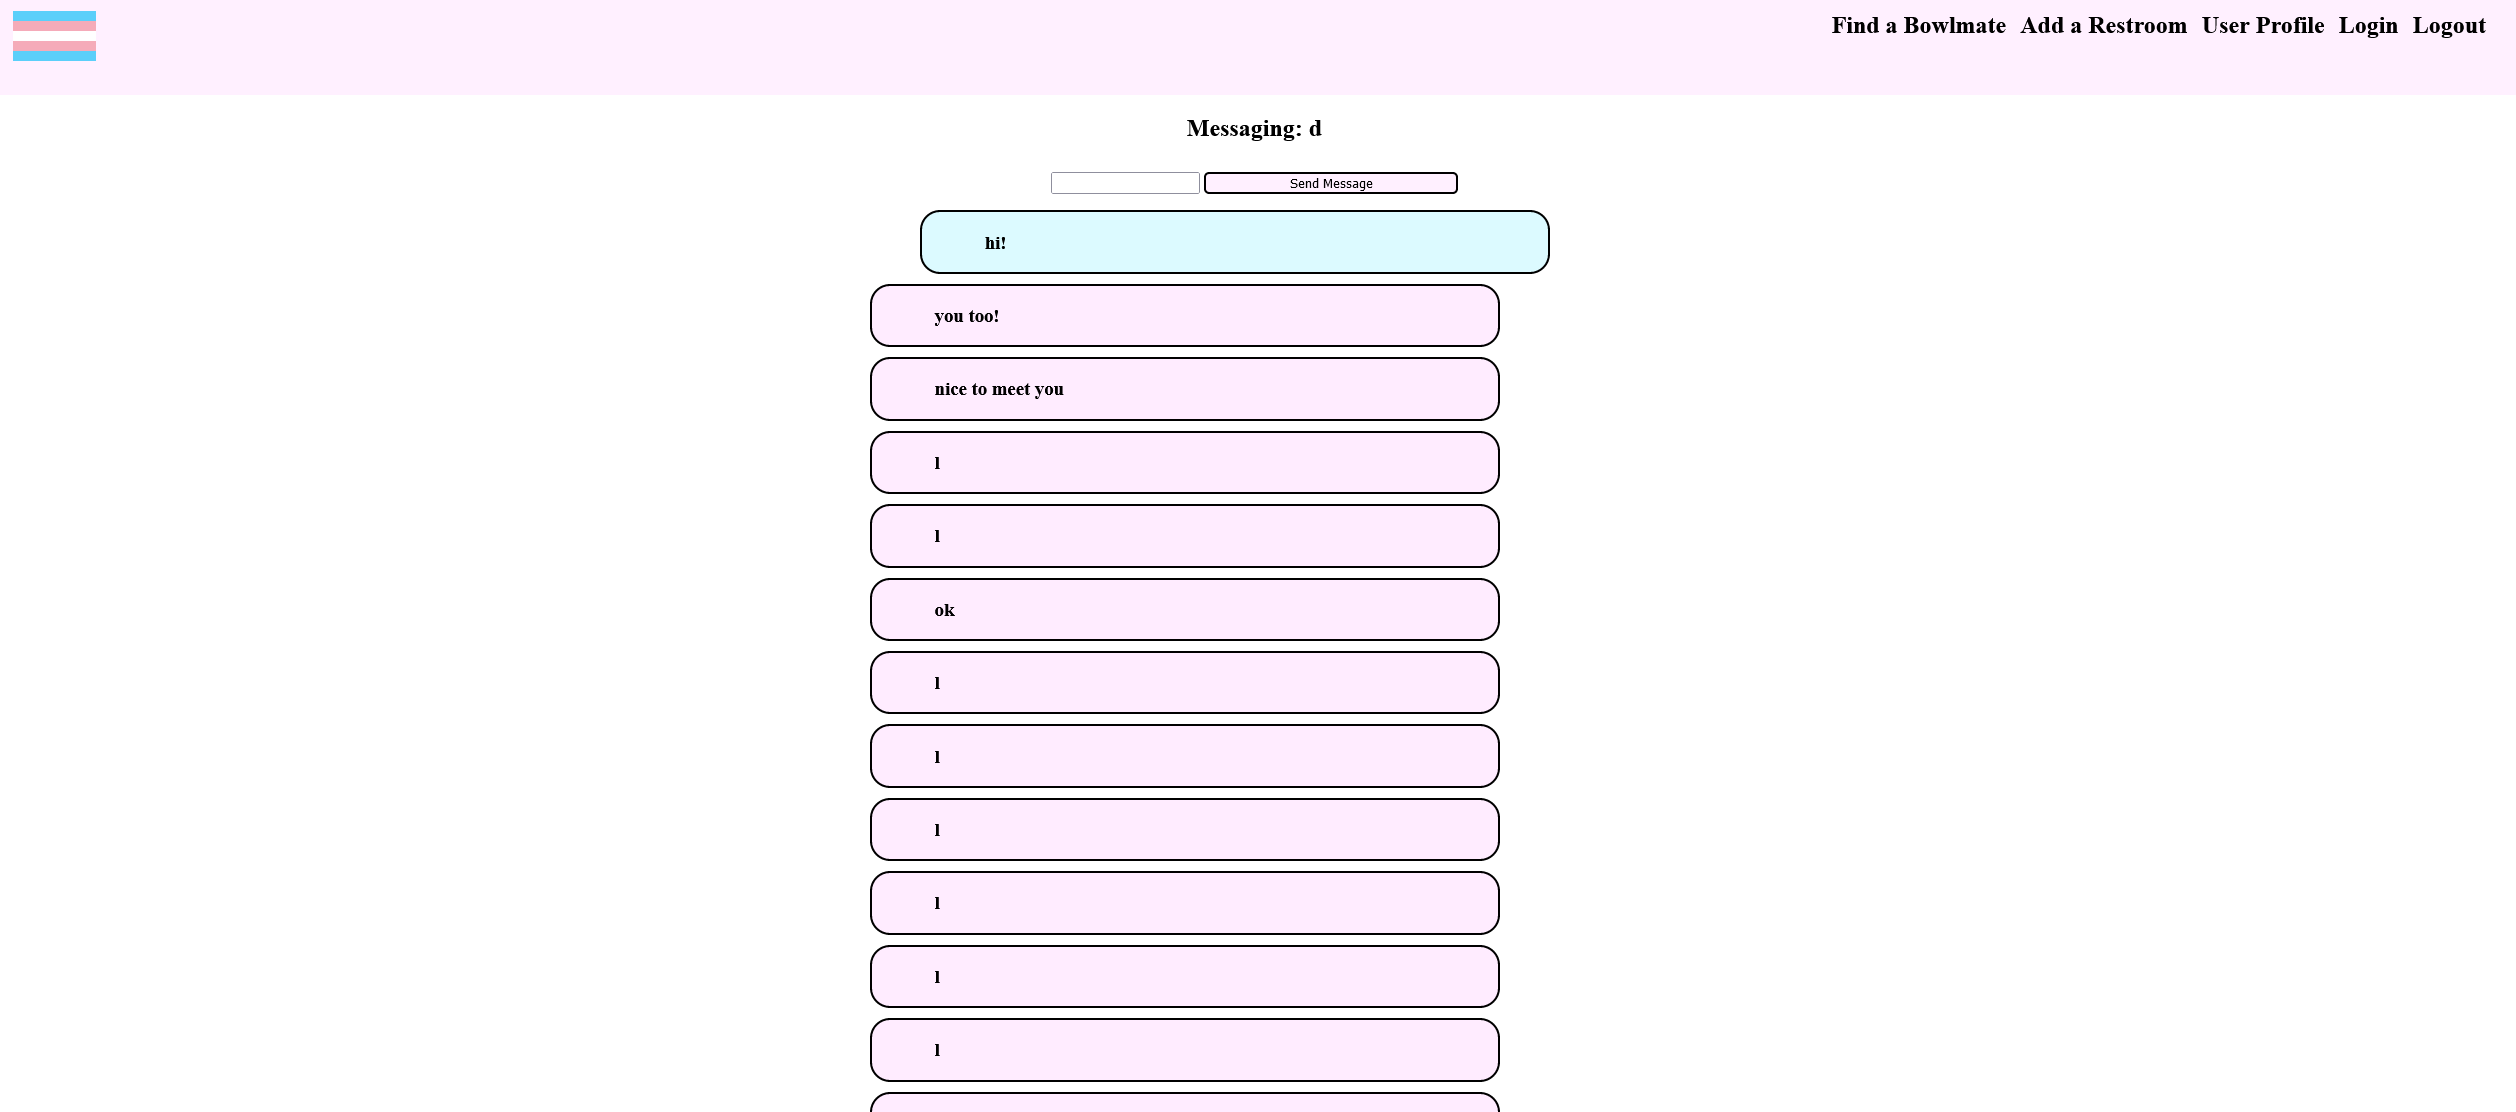 Find a Bowlmate Add a Restroom User Profile Login Logout
Messaging: d
Send Message
hi!
you too!
nice to meet you
l
l
ok
l
l
l
l
l
l